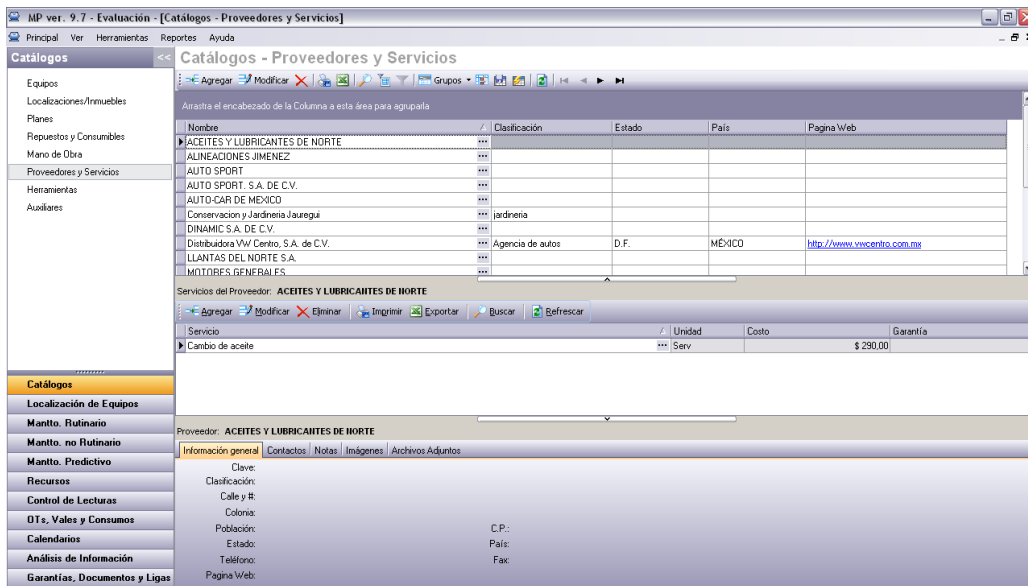 MP ver. 9.7 - Evaluación - [Catálogos - Proveedores y Servicios]
Principal Ver Herramientas Reportes Ayuda
Catálogos <<
Catálogos - Proveedores y Servicios
Equipos
Localizaciones/Inmuebles
Planes
Repuestos y Consumibles
Mano de Obra
Proveedores y Servicios
Herramientas
Auxiliares
Agregar Modificar Grupos
Arrastra el encabezado de la Columna a esta área para agruparla
Nombre Clasificación Estado País Pagina Web
ACEITES Y LUBRICANTES DE NORTE
ALINEACIONES JIMENEZ
AUTO SPORT
AUTO SPORT. S.A. DE C.V.
AUTO-CAR DE MEXICO
Conservacion y Jardineria Jauregui jardineria
DINAMIC S.A. DE C.V.
Distribuidora VW Centro, S.A. de C.V. Agencia de autos D.F. MÉXICO http://www.vwcentro.com.mx
LLANTAS DEL NORTE S.A.
MOTORES GENERALES
Servicios del Proveedor: ACEITES Y LUBRICANTES DE NORTE
Agregar Modificar Eliminar Imprimir Exportar Buscar Refrescar
Servicio Unidad Costo Garantía
Cambio de aceite Serv $ 290,00
Catálogos
Localización de Equipos
Mantto. Rutinario
Mantto. no Rutinario
Mantto. Predictivo
Recursos
Control de Lecturas
OTs, Vales y Consumos
Calendarios
Análisis de Información
Garantías, Documentos y Ligas
Proveedor: ACEITES Y LUBRICANTES DE NORTE
Información general Contactos Notas Imágenes Archivos Adjuntos
Clave:
Clasificación:
Calle y #:
Colonia:
Población: C.P.:
Estado: País:
Teléfono: Fax:
Pagina Web: